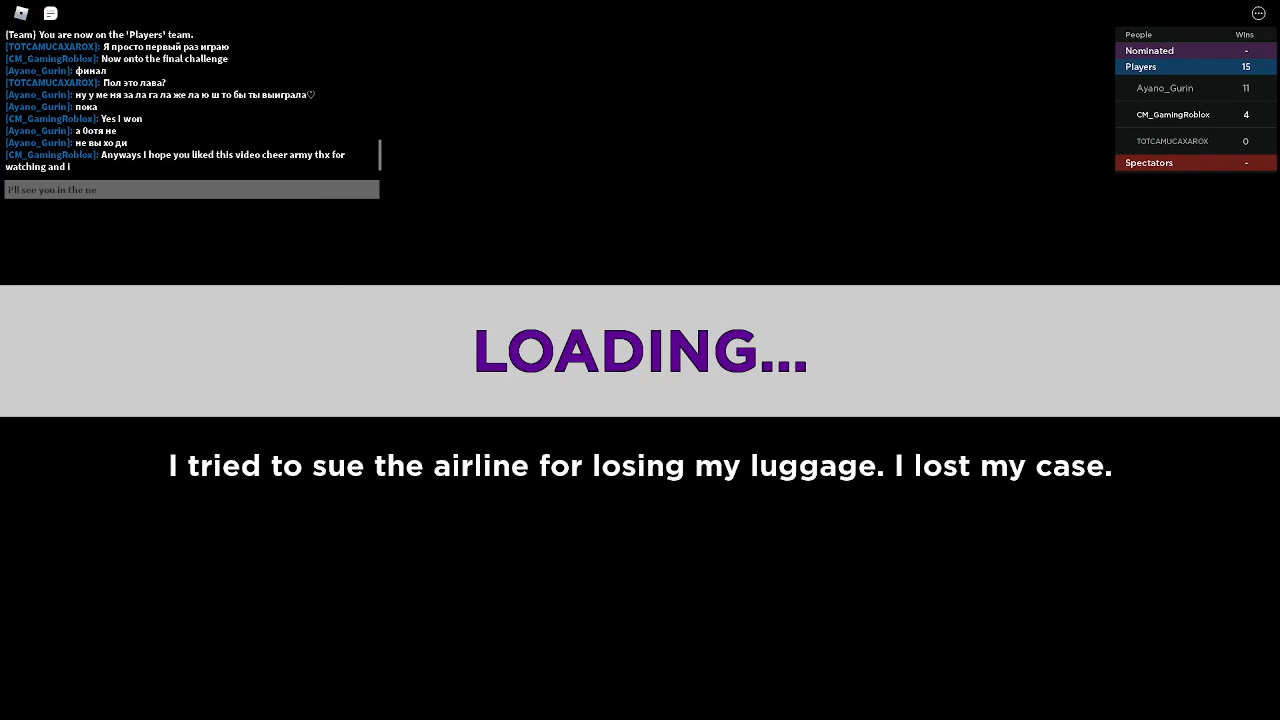 {Team} You are now on the 'Players' team.
[TOTCAMUCAXAROX]: Я просто первый раз играю
[CM_GamingRoblox]: Now onto the final challenge
[Ayano_Gurin]: финал
[TOTCAMUCAXAROX]: Пол это лава?
[Ayano_Gurin]: ну у ме ня за ла га ла же ла ю ш то бы ты выиграла♡
[Ayano_Gurin]: пока
[CM_GamingRoblox]: Yes I won
[Ayano_Gurin]: а 0отя не
[Ayano_Gurin]: не вы хо ди
[CM_GamingRoblox]: Anyways I hope you liked this video cheer army thx for
watching and i
i'll see you in the ne
People Wins
Nominated -
Players 15
Ayano_Gurin 11
CM_GamingRoblox 4
TOTCAMUCAXAROX 0
Spectators -
LOADING...
I tried to sue the airline for losing my luggage. I lost my case.